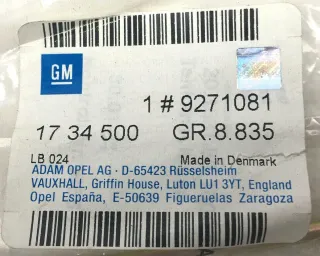 GM
1 # 9271081
17 34 500 GR.8.835
LB 024 Made in Denmark
ADAM OPEL AG · D-65423 Rüsselsheim
VAUXHALL, Griffin House, Luton LU1 3YT, England
Opel España, E-50639 Figueruelas Zaragoza